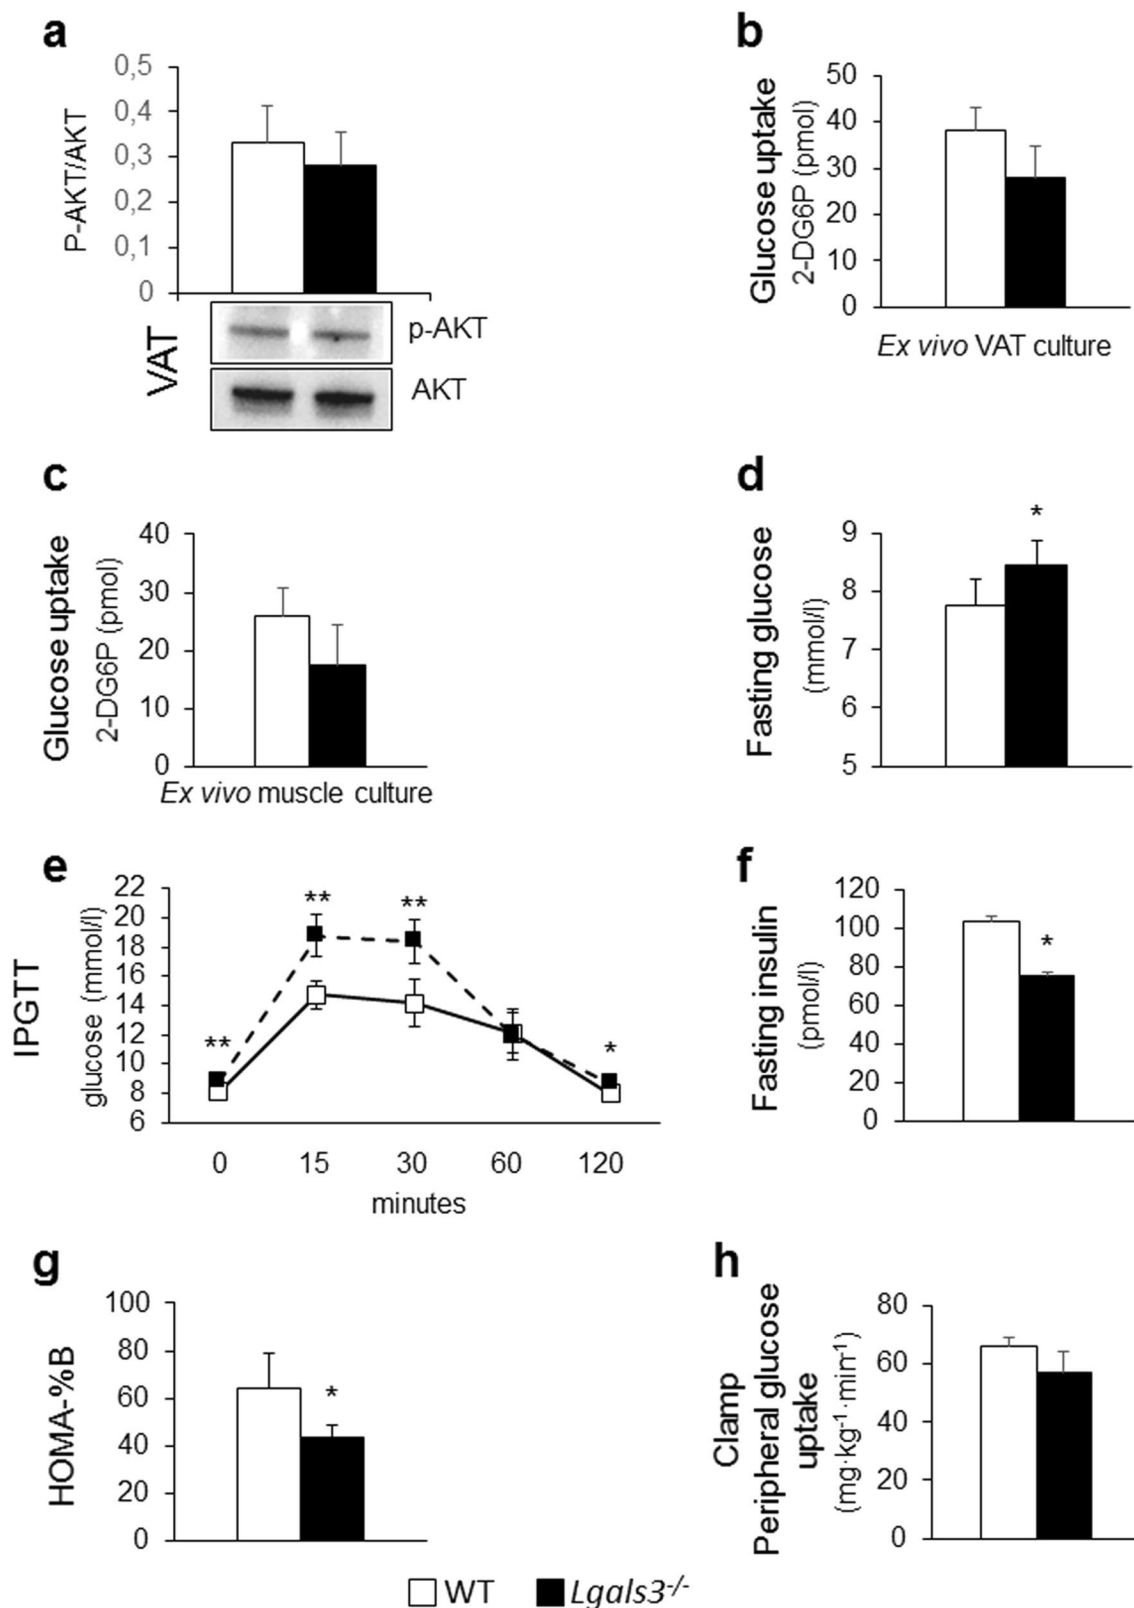 a
P-AKT/AKT
0,5
0,4
0,3
0,2
0,1
0
VAT
p-AKT
AKT
b
Glucose uptake
2-DG6P (pmol)
50
40
30
20
10
0
Ex vivo VAT culture
c
Glucose uptake
2-DG6P (pmol)
40
30
20
10
0
Ex vivo muscle culture
d
Fasting glucose
(mmol/l)
9
8
7
6
5
*
e
IPGTT
glucose (mmol/l)
22
20
18
16
14
12
10
8
6
**
**
**
*
0 15 30 60 120
minutes
f
Fasting insulin
(pmol/l)
120
100
80
60
40
20
0
*
g
HOMA-%B
100
80
60
40
20
0
*
h
Clamp
Peripheral glucose
uptake
(mg·kg⁻¹·min⁻¹)
80
60
40
20
0
WT Lgals3⁻/⁻